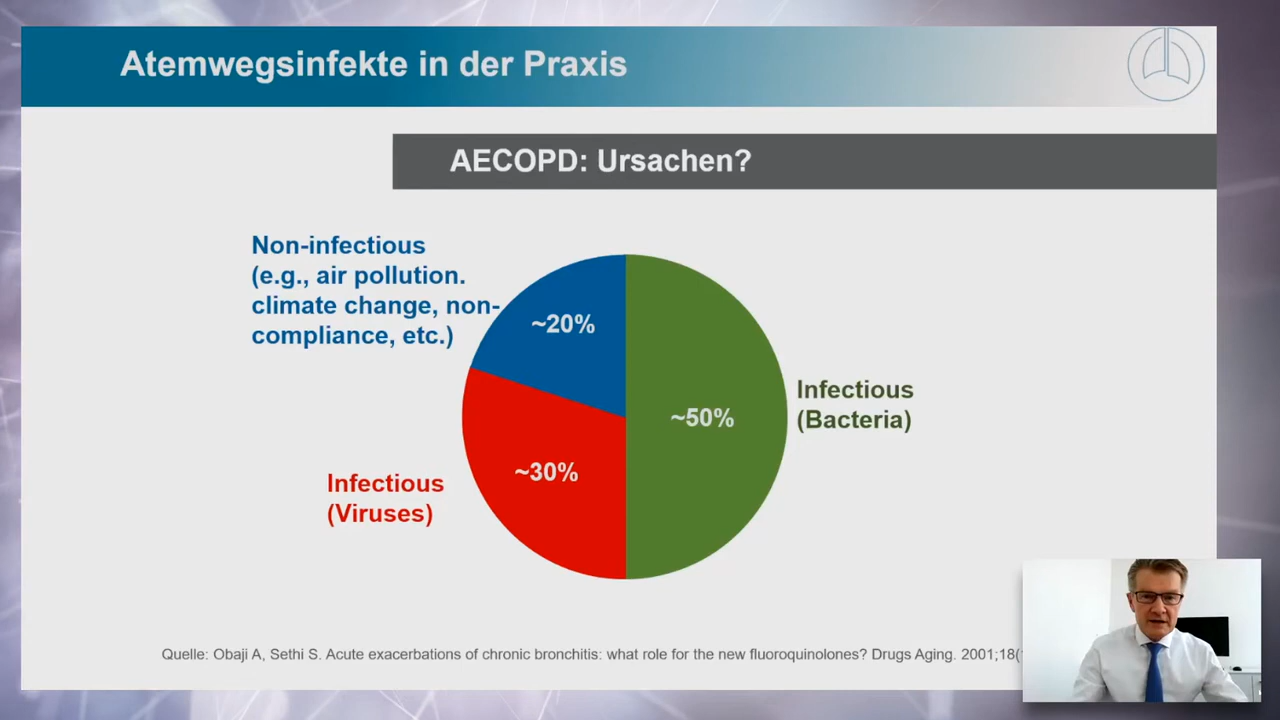 Atemwegsinfekte in der Praxis
AECOPD: Ursachen?
Non-infectious
(e.g., air pollution.
climate change, non-
compliance, etc.)
~20%
~50%
Infectious
(Bacteria)
~30%
Infectious
(Viruses)
Quelle: Obaji A, Sethi S. Acute exacerbations of chronic bronchitis: what role for the new fluoroquinolones? Drugs Aging. 2001;18(